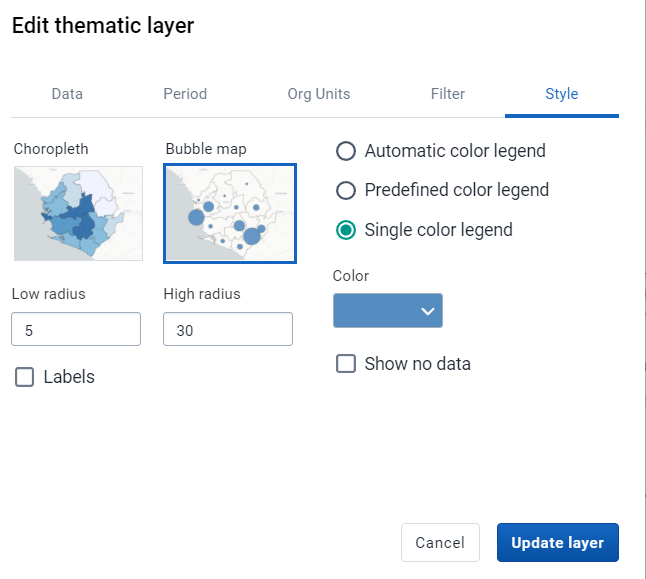 Edit thematic layer
Data Period Org Units Filter Style
Choropleth
Bubble map
Automatic color legend
Predefined color legend
Single color legend
Low radius
5
High radius
30
Color
Labels
Show no data
Cancel
Update layer